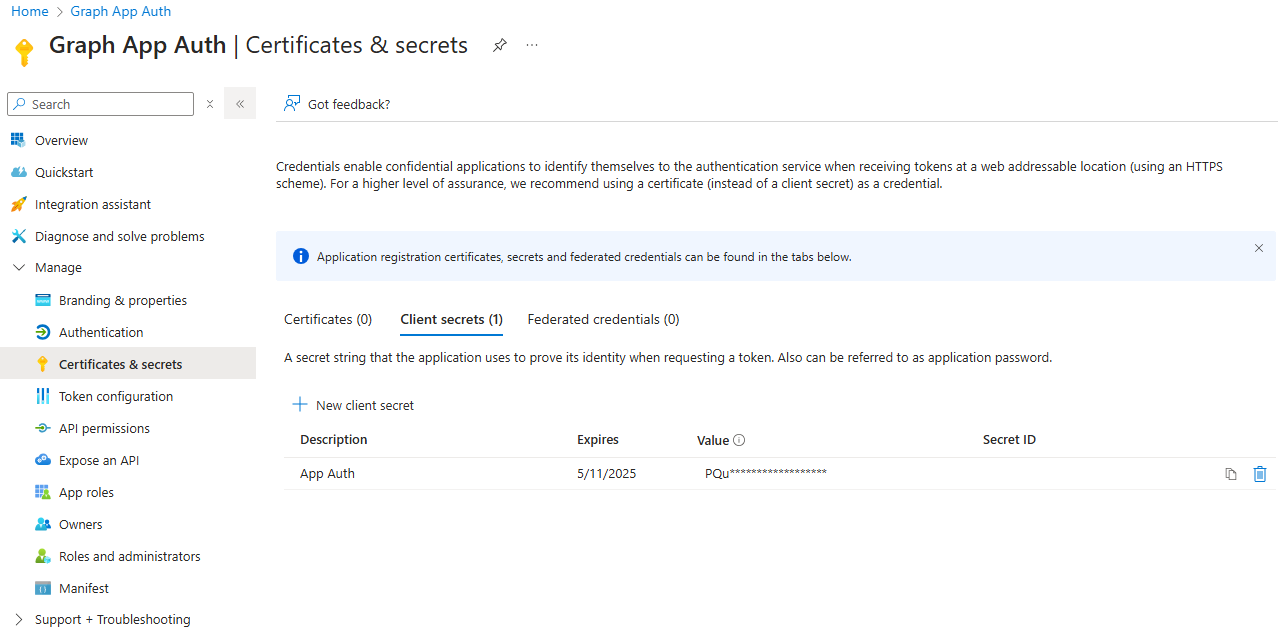 Home > Graph App Auth
Graph App Auth | Certificates & secrets
Search
Overview
Quickstart
Integration assistant
Diagnose and solve problems
Manage
Branding & properties
Authentication
Certificates & secrets
Token configuration
API permissions
Expose an API
App roles
Owners
Roles and administrators
Manifest
Support + Troubleshooting
Got feedback?
Credentials enable confidential applications to identify themselves to the authentication service when receiving tokens at a web addressable location (using an HTTPS
scheme). For a higher level of assurance, we recommend using a certificate (instead of a client secret) as a credential.
Application registration certificates, secrets and federated credentials can be found in the tabs below.
Certificates (0) Client secrets (1) Federated credentials (0)
A secret string that the application uses to prove its identity when requesting a token. Also can be referred to as application password.
New client secret
Description Expires Value Secret ID
App Auth 5/11/2025 PQu******************